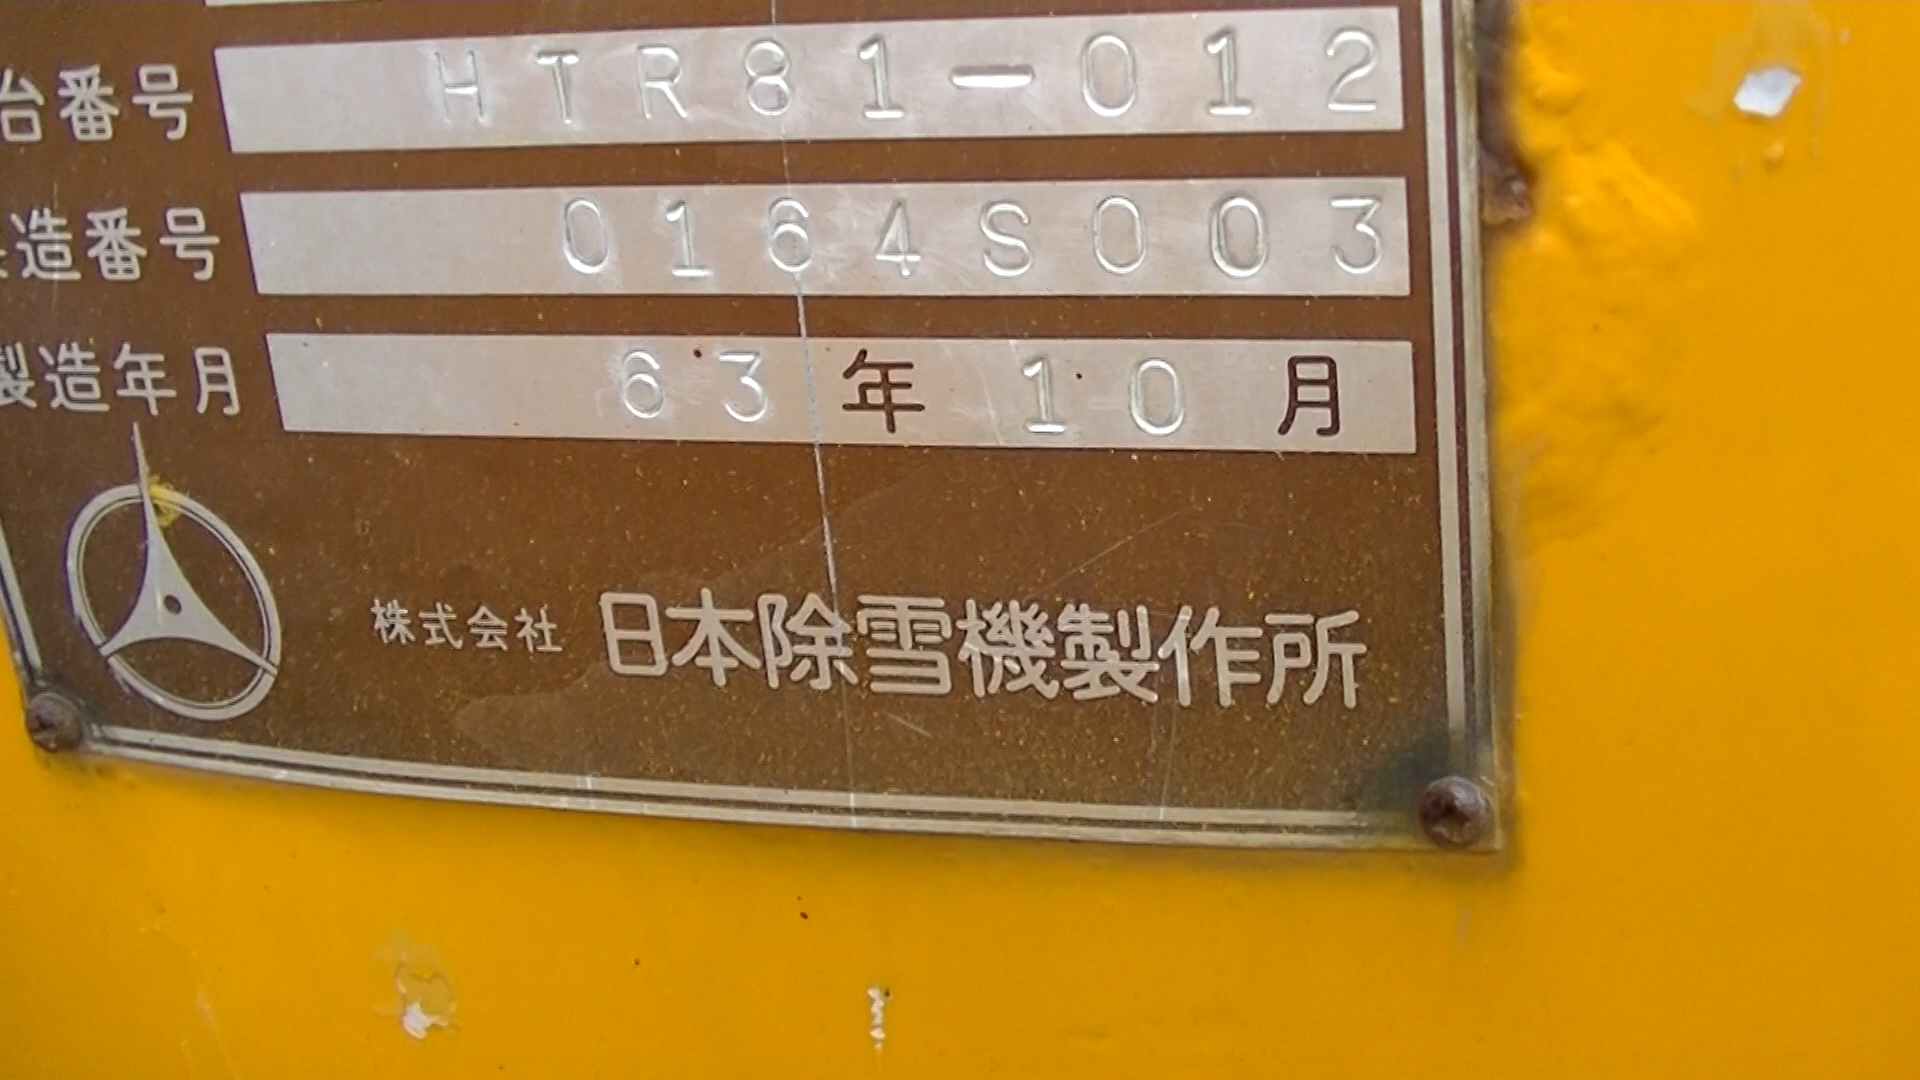 台番号 HTR81-012
製造番号 0164S003
製造年月 63年10月
株式会社 日本除雪機製作所